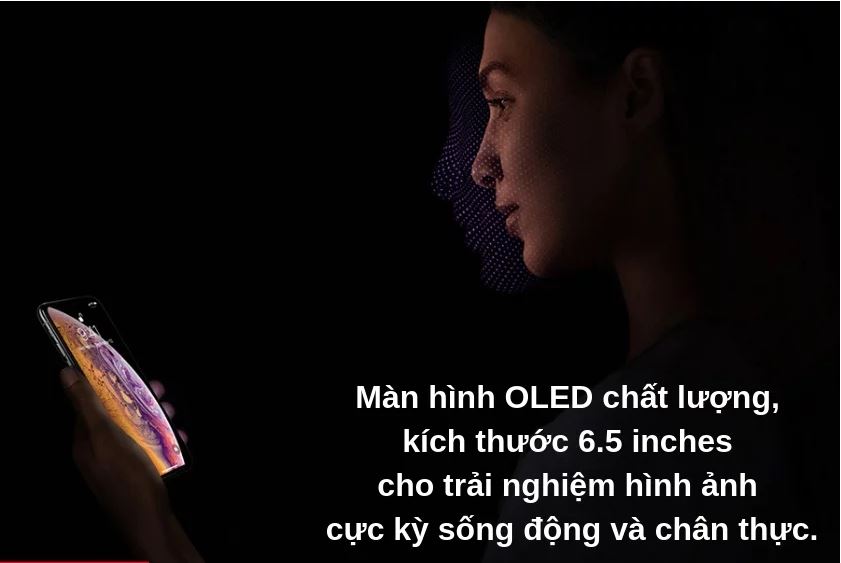 Màn hình OLED chất lượng,
kích thước 6.5 inches
cho trải nghiệm hình ảnh
cực kỳ sống động và chân thực.